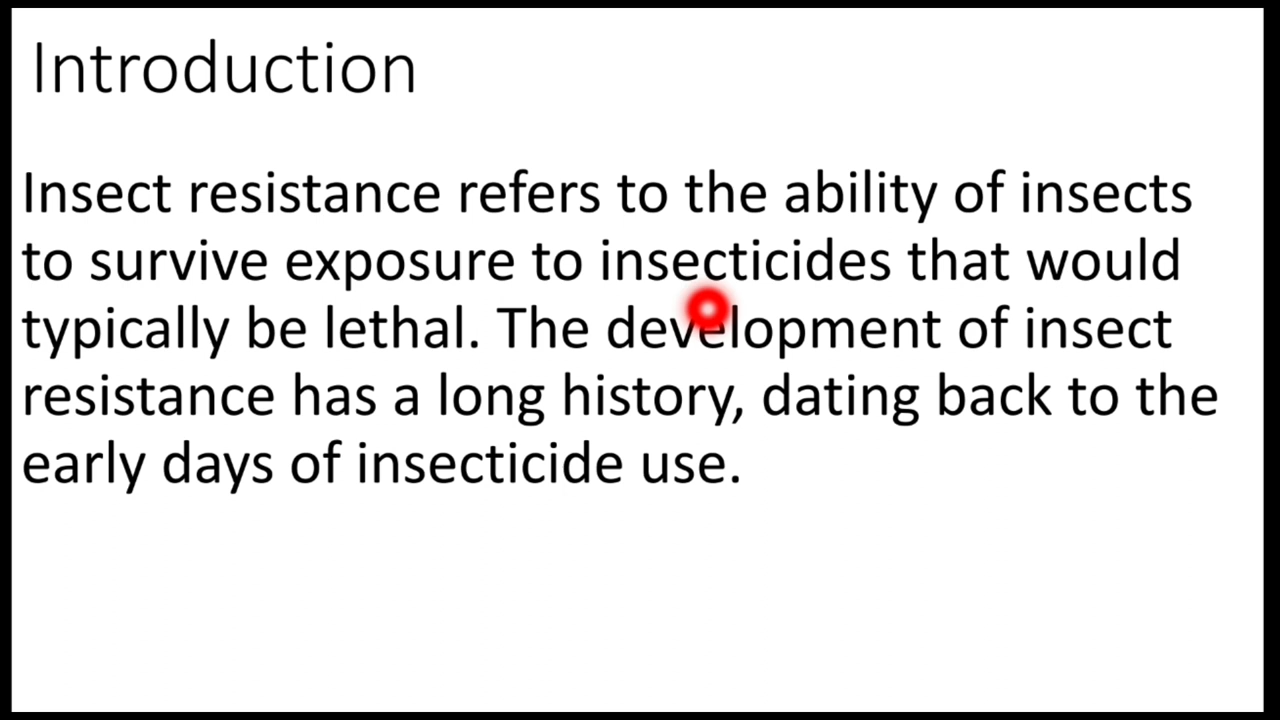 Introduction
Insect resistance refers to the ability of insects
to survive exposure to insecticides that would
typically be lethal. The development of insect
resistance has a long history, dating back to the
early days of insecticide use.